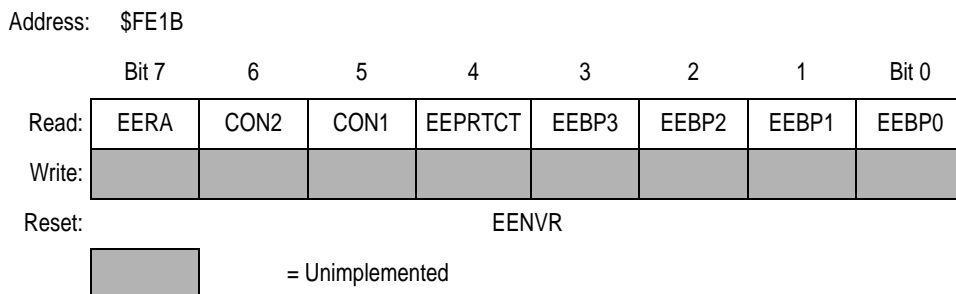 Address: $FE1B
Bit 7 6 5 4 3 2 1 Bit 0
Read: EERA CON2 CON1 EEPRTCT EEBP3 EEBP2 EEBP1 EEBP0
Write:
Reset: EENVR
= Unimplemented